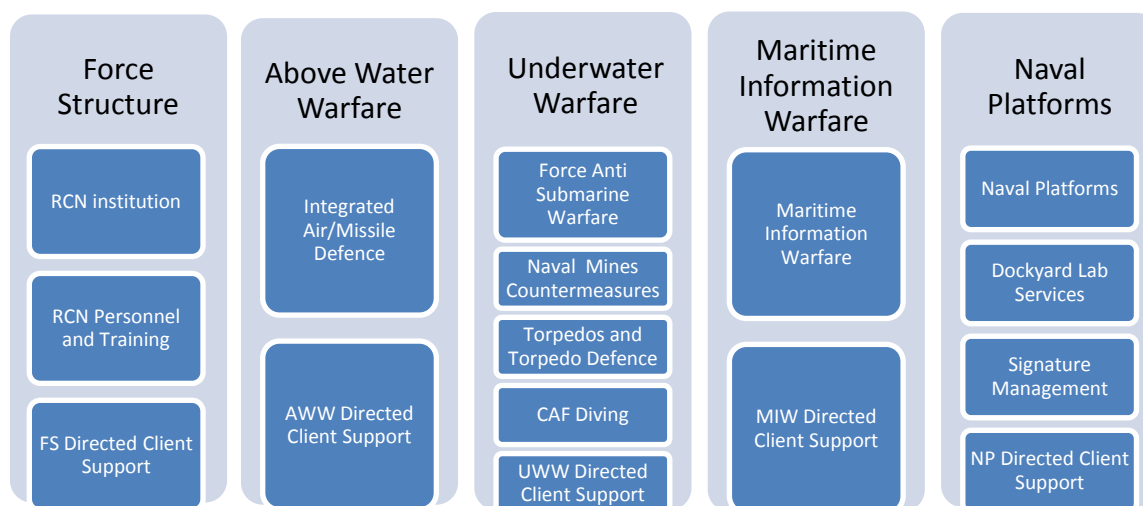 Force
Structure
RCN institution
RCN Personnel
and Training
FS Directed Client
Support
Above Water
Warfare
Integrated
Air/Missile
Defence
AWW Directed
Client Support
Underwater
Warfare
Force Anti
Submarine
Warfare
Naval Mines
Countermeasures
Torpedos and
Torpedo Defence
CAF Diving
UWW Directed
Client Support
Maritime
Information
Warfare
Maritime
Information
Warfare
MIW Directed
Client Support
Naval
Platforms
Naval Platforms
Dockyard Lab
Services
Signature
Management
NP Directed Client
Support